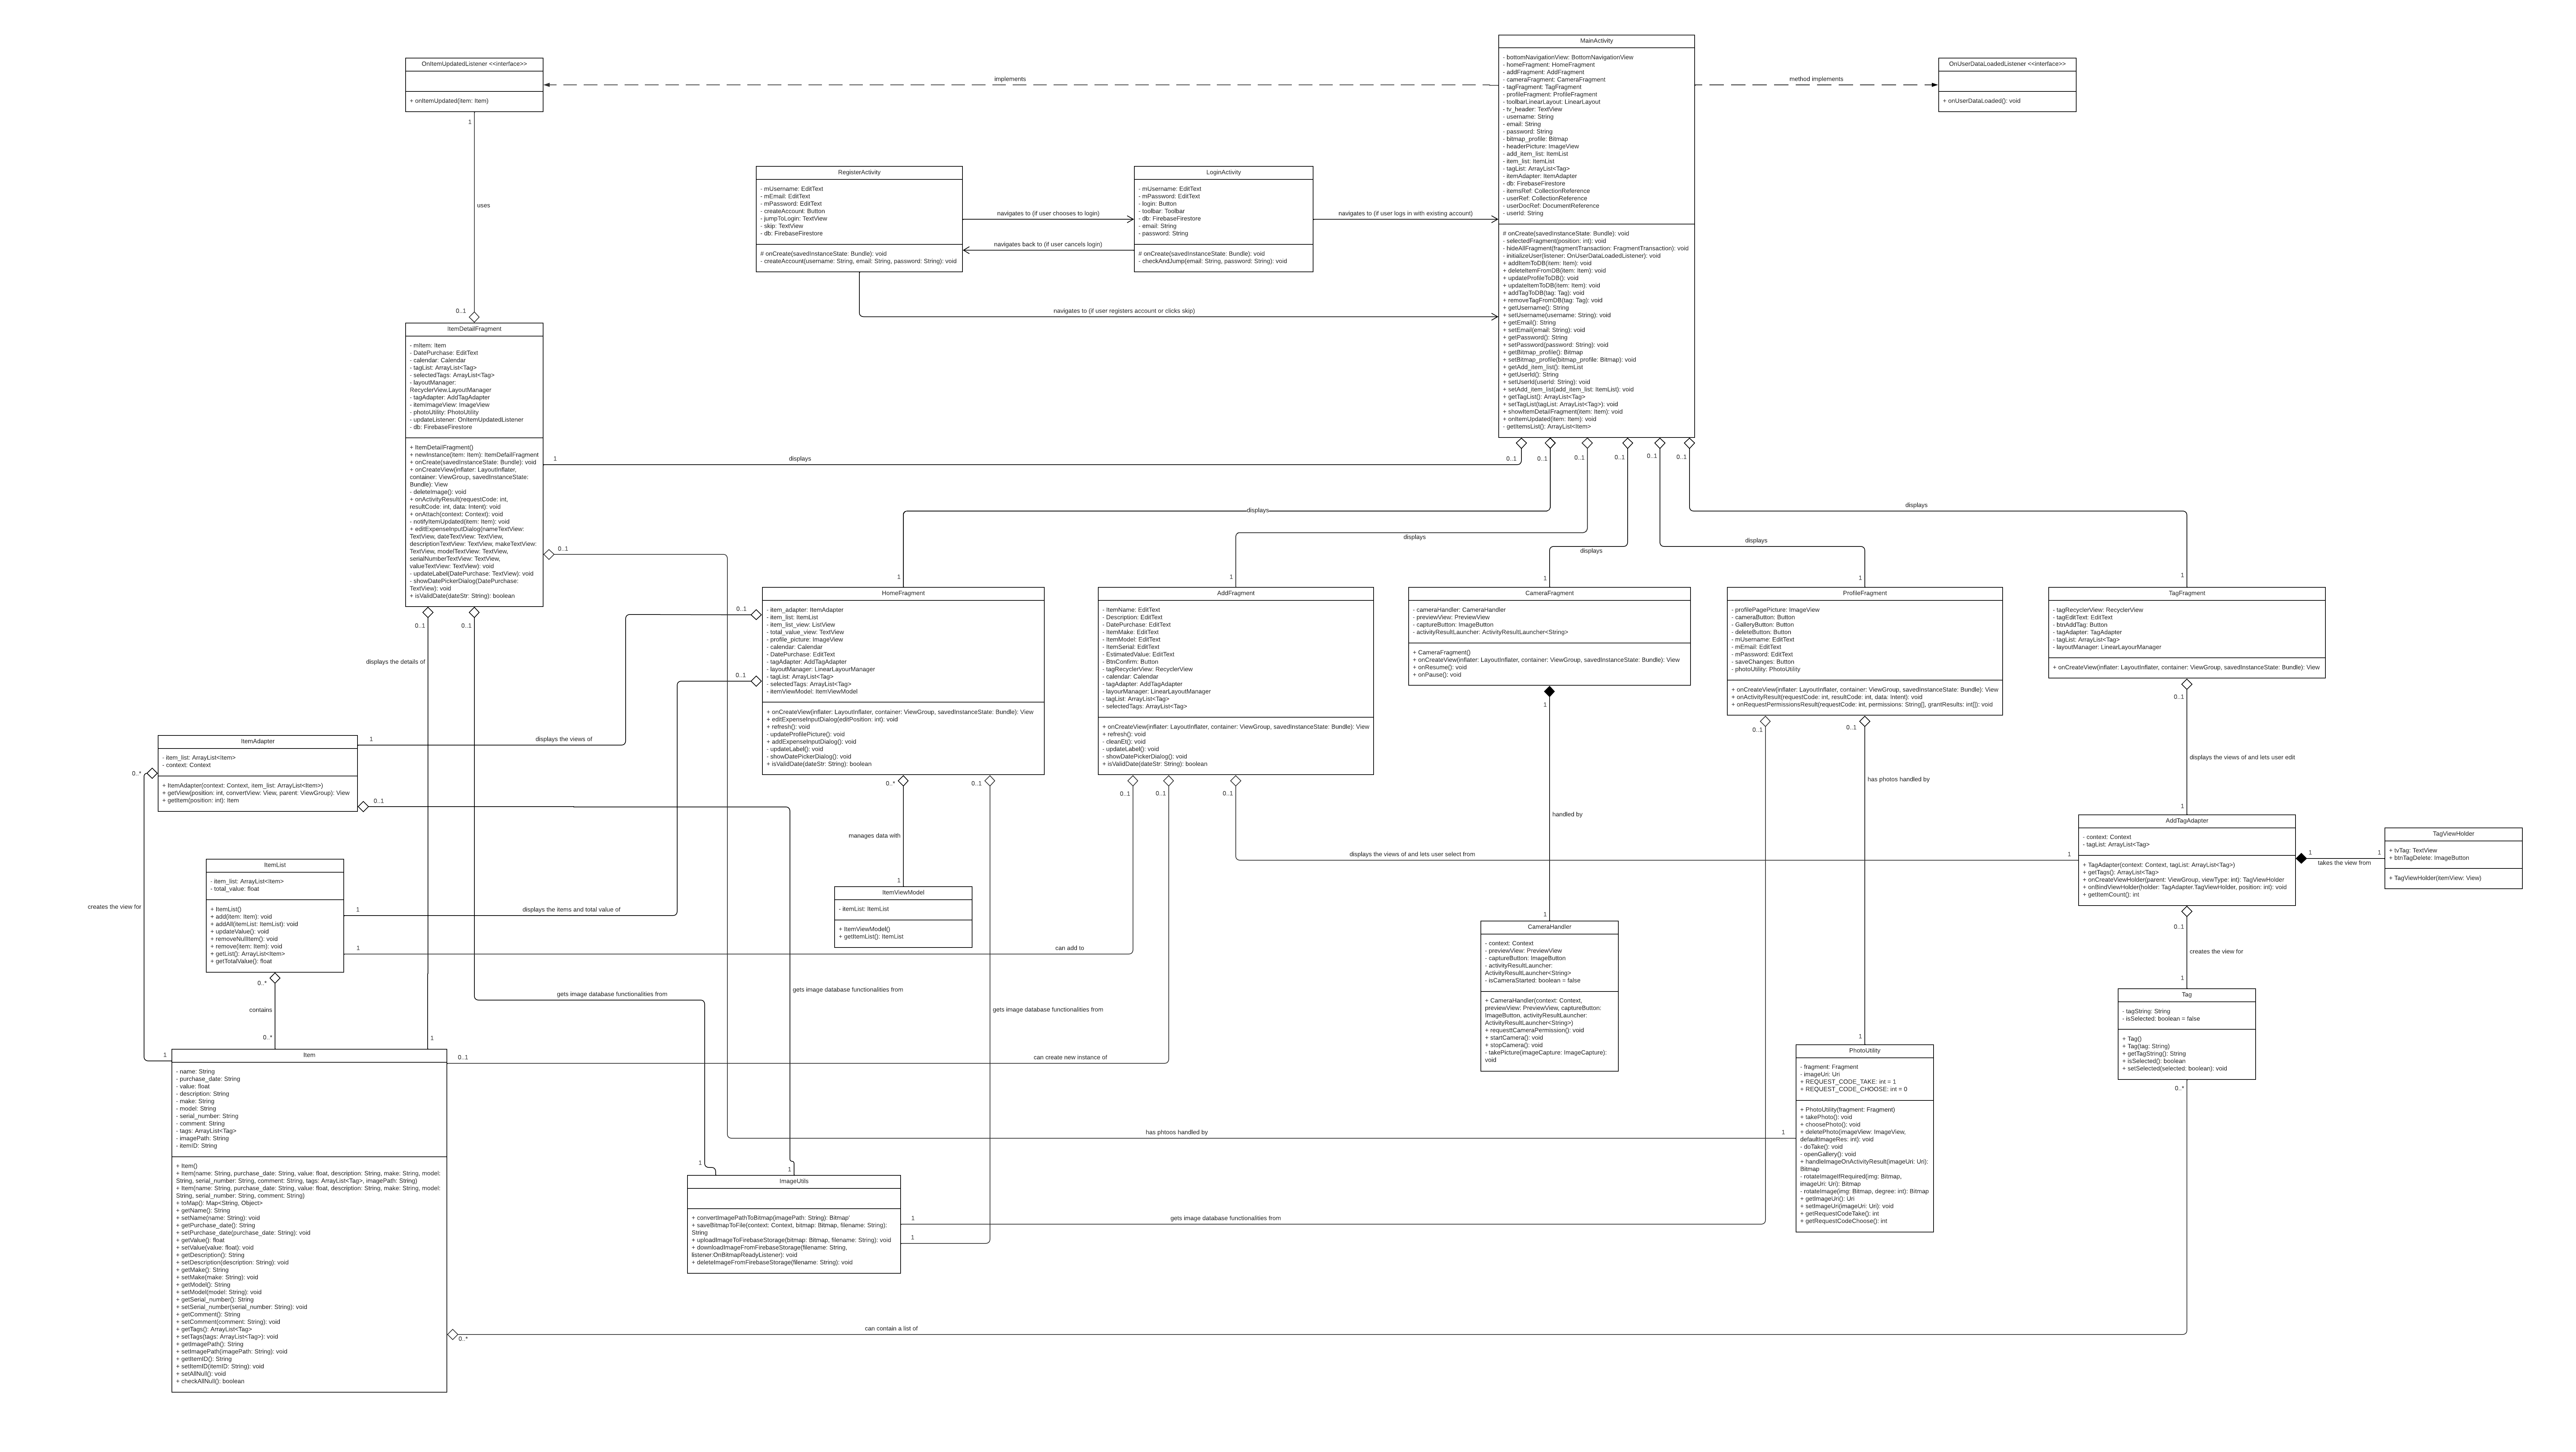 MainActivity
- bottomNavigationView: BottomNavigationView
- homeFragment: HomeFragment
- addFragment: AddFragment
- cameraFragment: CameraFragment
- tagFragment: TagFragment
- profileFragment: ProfileFragment
- toolbarLinearLayout: LinearLayout
- tv_header: TextView
- username: String
- email: String
- password: String
- bitmap_profile: Bitmap
- headerPicture: ImageView
- add_item_list: ItemList
- item_list: ItemList
- tagList: ArrayList<Tag>
- itemAdapter: ItemAdapter
- db: FirebaseFirestore
- itemsRef: CollectionReference
- userRef: CollectionReference
- userDocRef: DocumentReference
- userId: String
# onCreate(savedInstanceState: Bundle): void
- selectedFragment(position: int): void
- hideAllFragment(fragmentTransaction: FragmentTransaction): void
- initializeUser(listener: OnUserDataLoadedListener): void
+ addItemToDB(item: Item): void
+ deleteItemFromDB(item: Item): void
+ updateProfileToDB(): void
+ updateItemToDB(item: Item): void
+ addTagToDB(tag: Tag): void
+ removeTagFromDB(tag: Tag): void
+ getUsername(): String
+ setUsername(username: String): void
+ getEmail(): String
+ setEmail(email: String): void
+ getPassword(): String
+ setPassword(password: String): void
+ getBitmap_profile(): Bitmap
+ setBitmap_profile(bitmap_profile: Bitmap): void
+ getAdd_item_list(): ItemList
+ getUserId(): String
+ setUserId(userId: String): void
+ setAdd_item_list(add_item_list: ItemList): void
+ getTagList(): ArrayList<Tag>
+ setTagList(tagList: ArrayList<Tag>): void
+ showItemDetailFragment(item: Item): void
+ onItemUpdated(item: Item): void
- getItemsList(): ArrayList<Item>
OnItemUpdatedListener <<interface>>
+ onItemUpdated(item: Item)
implements
method implements
OnUserDataLoadedListener <<interface>>
+ onUserDataLoaded(): void
1
uses
0..1
RegisterActivity
- mUsername: EditText
- mEmail: EditText
- mPassword: EditText
- createAccount: Button
- jumpToLogin: TextView
- skip: TextView
- db: FirebaseFirestore
# onCreate(savedInstanceState: Bundle): void
- createAccount(username: String, email: String, password: String): void
navigates to (if user chooses to login)
navigates back to (if user cancels login)
LoginActivity
- mUsername: EditText
- mPassword: EditText
- login: Button
- toolbar: Toolbar
- db: FirebaseFirestore
- email: String
- password: String
# onCreate(savedInstanceState: Bundle): void
- checkAndJump(email: String, password: String): void
navigates to (if user logs in with existing account)
navigates to (if user registers account or clicks skip)
ItemDetailFragment
- mItem: Item
- DatePurchase: EditText
- calendar: Calendar
- tagList: ArrayList<Tag>
- selectedTags: ArrayList<Tag>
- layoutManager:
RecyclerView.LayoutManager
- tagAdapter: AddTagAdapter
- itemImageView: ImageView
- photoUtility: PhotoUtility
- updateListener: OnItemUpdatedListener
- db: FirebaseFirestore
+ ItemDetailFragment()
+ newInstance(item: Item): ItemDefailFragment
+ onCreate(savedInstanceState: Bundle): void
+ onCreateView(inflater: LayoutInflater,
container: ViewGroup, savedInstanceState:
Bundle): View
- deleteImage(): void
+ onActivityResult(requestCode: int,
resultCode: int, data: Intent): void
+ onAttach(context: Context): void
- notifyItemUpdated(item: Item): void
+ editExpenseInputDialog(nameTextView:
TextView, dateTextView: TextView,
descriptionTextView: TextView, makeTextView:
TextView, modelTextView: TextView,
serialNumberTextView: TextView,
valueTextView: TextView): void
- updateLabel(DatePurchase: TextView): void
- showDatePickerDialog(DatePurchase:
TextView): void
+ isValidDate(dateStr: String): boolean
1
displays
0..1
0..1
0..1
0..1
0..1
0..1
displays
displays
displays
displays
displays
0..1
1
1
1
1
1
0..1
0..1
displays the details of
HomeFragment
- item_adapter: ItemAdapter
- item_list: ItemList
- item_list_view: ListView
- total_value_view: TextView
- profile_picture: ImageView
- calendar: Calendar
- DatePurchase: EditText
- tagAdapter: AddTagAdapter
- layoutManager: LinearLayourManager
- tagList: ArrayList<Tag>
- selectedTags: ArrayList<Tag>
- itemViewModel: ItemViewModel
+ onCreateView(inflater: LayoutInflater, container: ViewGroup, savedInstanceState: Bundle): View
+ editExpenseInputDialog(editPosition: int): void
+ refresh(): void
- updateProfilePicture(): void
+ addExpenseInputDialog(): void
- updateLabel(): void
- showDatePickerDialog(): void
+ isValidDate(dateStr: String): boolean
0..1
0..1
AddFragment
- ItemName: EditText
- Description: EditText
- DatePurchase: EditText
- ItemMake: EditText
- ItemModel: EditText
- ItemSerial: EditText
- EstimatedValue: EditText
- BtnConfirm: Button
- tagRecyclerView: RecyclerView
- calendar: Calendar
- tagAdapter: AddTagAdapter
- layourManager: LinearLayoutManager
- tagList: ArrayList<Tag>
- selectedTags: ArrayList<Tag>
+ onCreateView(inflater: LayoutInflater, container: ViewGroup, savedInstanceState: Bundle): View
+ refresh(): void
- cleanEt(): void
- updateLabel(): void
- showDatePickerDialog(): void
+ isValidDate(dateStr: String): boolean
CameraFragment
- cameraHandler: CameraHandler
- previewView: PreviewView
- captureButton: ImageButton
- activityResultLauncher: ActivityResultLauncher<String>
+ CameraFragment()
+ onCreateView(inflater: LayoutInflater, container: ViewGroup, savedInstanceState: Bundle): View
+ onResume(): void
+ onPause(): void
ProfileFragment
- profilePagePicture: ImageView
- cameraButton: Button
- GalleryButton: Button
- deleteButton: Button
- mUsername: EditText
- mEmail: EditText
- mPassword: EditText
- saveChanges: Button
- photoUtility: PhotoUtility
+ onCreateView(inflater: LayoutInflater, container: ViewGroup, savedInstanceState: Bundle): View
+ onActivityResult(requestCode: int, resultCode: int, data: Intent): void
+ onRequestPermissionsResult(requestCode: int, permissions: String[], grantResults: int[]): void
TagFragment
- tagRecyclerView: RecyclerView
- tagEditText: EditText
- btnAddTag: Button
- tagAdapter: TagAdapter
- tagList: ArrayList<Tag>
- layoutManager: LinearLayourManager
+ onCreateView(inflater: LayoutInflater, container: ViewGroup, savedInstanceState: Bundle): View
ItemAdapter
- item_list: ArrayList<Item>
- context: Context
+ ItemAdapter(context: Context, item_list: ArrayList<Item>)
+ getView(position: int, convertView: View, parent: ViewGroup): View
+ getItem(position: int): Item
1
displays the views of
0..*
0..1
creates the view for
1
0..*
0..1
manages data with
1
0..1
0..1
0..1
1
handled by
1
0..1
0..1
has photos handled by
0..1
displays the views of and lets user edit
1
displays the views of and lets user select from
1
AddTagAdapter
- context: Context
- tagList: ArrayList<Tag>
+ TagAdapter(context: Context, tagList: ArrayList<Tag>)
+ getTags(): ArrayList<Tag>
+ onCreateViewHolder(parent: ViewGroup, viewType: int): TagViewHolder
+ onBindViewHolder(holder: TagAdapter.TagViewHolder, position: int): void
+ getItemCount(): int
1
takes the view from
1
TagViewHolder
+ tvTag: TextView
+ btnTagDelete: ImageButton
+ TagViewHolder(itemView: View)
ItemList
- item_list: ArrayList<Item>
- total_value: float
+ ItemList()
+ add(item: Item): void
+ addAll(itemList: ItemList): void
+ updateValue(): void
+ removeNullItem(): void
+ remove(item: Item): void
+ getList(): ArrayList<Item>
+ getTotalValue(): float
1
displays the items and total value of
1
can add to
ItemViewModel
- itemList: ItemList
+ ItemViewModel()
+ getItemList(): ItemList
0..*
contains
0..*
gets image database functionalities from
gets image database functionalities from
gets image database functionalities from
1
0..1
can create new instance of
CameraHandler
- context: Context
- previewView: PreviewView
- captureButton: ImageButton
- activityResultLauncher:
ActivityResultLauncher<String>
- isCameraStarted: boolean = false
+ CameraHandler(context: Context,
previewView: PreviewView, captureButton:
ImageButton, activityResultLauncher:
ActivityResultLauncher<String>)
+ requesttCameraPermission(): void
+ startCamera(): void
+ stopCamera(): void
- takePicture(imageCapture: ImageCapture):
void
0..1
creates the view for
1
Tag
- tagString: String
- isSelected: boolean = false
+ Tag()
+ Tag(tag: String)
+ getTagString(): String
+ isSelected(): boolean
+ setSelected(selected: boolean): void
0..*
1
PhotoUtility
- fragment: Fragment
- imageUri: Uri
+ REQUEST_CODE_TAKE: int = 1
+ REQUEST_CODE_CHOOSE: int = 0
+ PhotoUtility(fragment: Fragment)
+ takePhoto(): void
+ choosePhoto(): void
+ deletePhoto(imageView: ImageView,
defaultImageRes: int): void
- doTake(): void
- openGallery(): void
+ handleImageOnActivityResult(imageUri: Uri):
Bitmap
- rotateImageIfRequired(img: Bitmap,
imageUri: Uri): Bitmap
- rotateImage(img: Bitmap, degree: int): Bitmap
+ getImageUri(): Uri
+ setImageUri(imageUri: Uri): void
+ getRequestCodeTake(): int
+ getRequestCodeChoose(): int
has phtoos handled by
1
Item
- name: String
- purchase_date: String
- value: float
- description: String
- make: String
- model: String
- serial_number: String
- comment: String
- tags: ArrayList<Tag>
- imagePath: String
- itemID: String
+ Item()
+ Item(name: String, purchase_date: String, value: float, description: String, make: String, model:
String, serial_number: String, comment: String, tags: ArrayList<Tag>, imagePath: String)
+ Item(name: String, purchase_date: String, value: float, description: String, make: String, model:
String, serial_number: String, comment: String)
+ toMap(): Map<String, Object>
+ getName(): String
+ setName(name: String): void
+ getPurchase_date(): String
+ setPurchase_date(purchase_date: String): void
+ getValue(): float
+ setValue(value: float): void
+ getDescription(): String
+ setDescription(description: String): void
+ getMake(): String
+ setMake(make: String): void
+ getModel(): String
+ setModel(model: String): void
+ getSerial_number(): String
+ setSerial_number(serial_number: String): void
+ getComment(): String
+ setComment(comment: String): void
+ getTags(): ArrayList<Tag>
+ setTags(tags: ArrayList<Tag>): void
+ getImagePath(): String
+ setImagePath(imagePath: String): void
+ getItemID(): String
+ setItemID(itemID: String): void
+ setAllNull(): void
+ checkAllNull(): boolean
1
1
ImageUtils
+ convertImagePathToBitmap(imagePath: String): Bitmap'
+ saveBitmapToFile(context: Context, bitmap: Bitmap, filename: String):
String
+ uploadImageToFirebaseStorage(bitmap: Bitmap, filename: String): void
+ downloadImageFromFirebaseStorage(filename: String,
listener:OnBitmapReadyListener): void
+ deleteImageFromFirebaseStorage(filename: String): void
1
gets image database functionalities from
1
0..*
can contain a list of